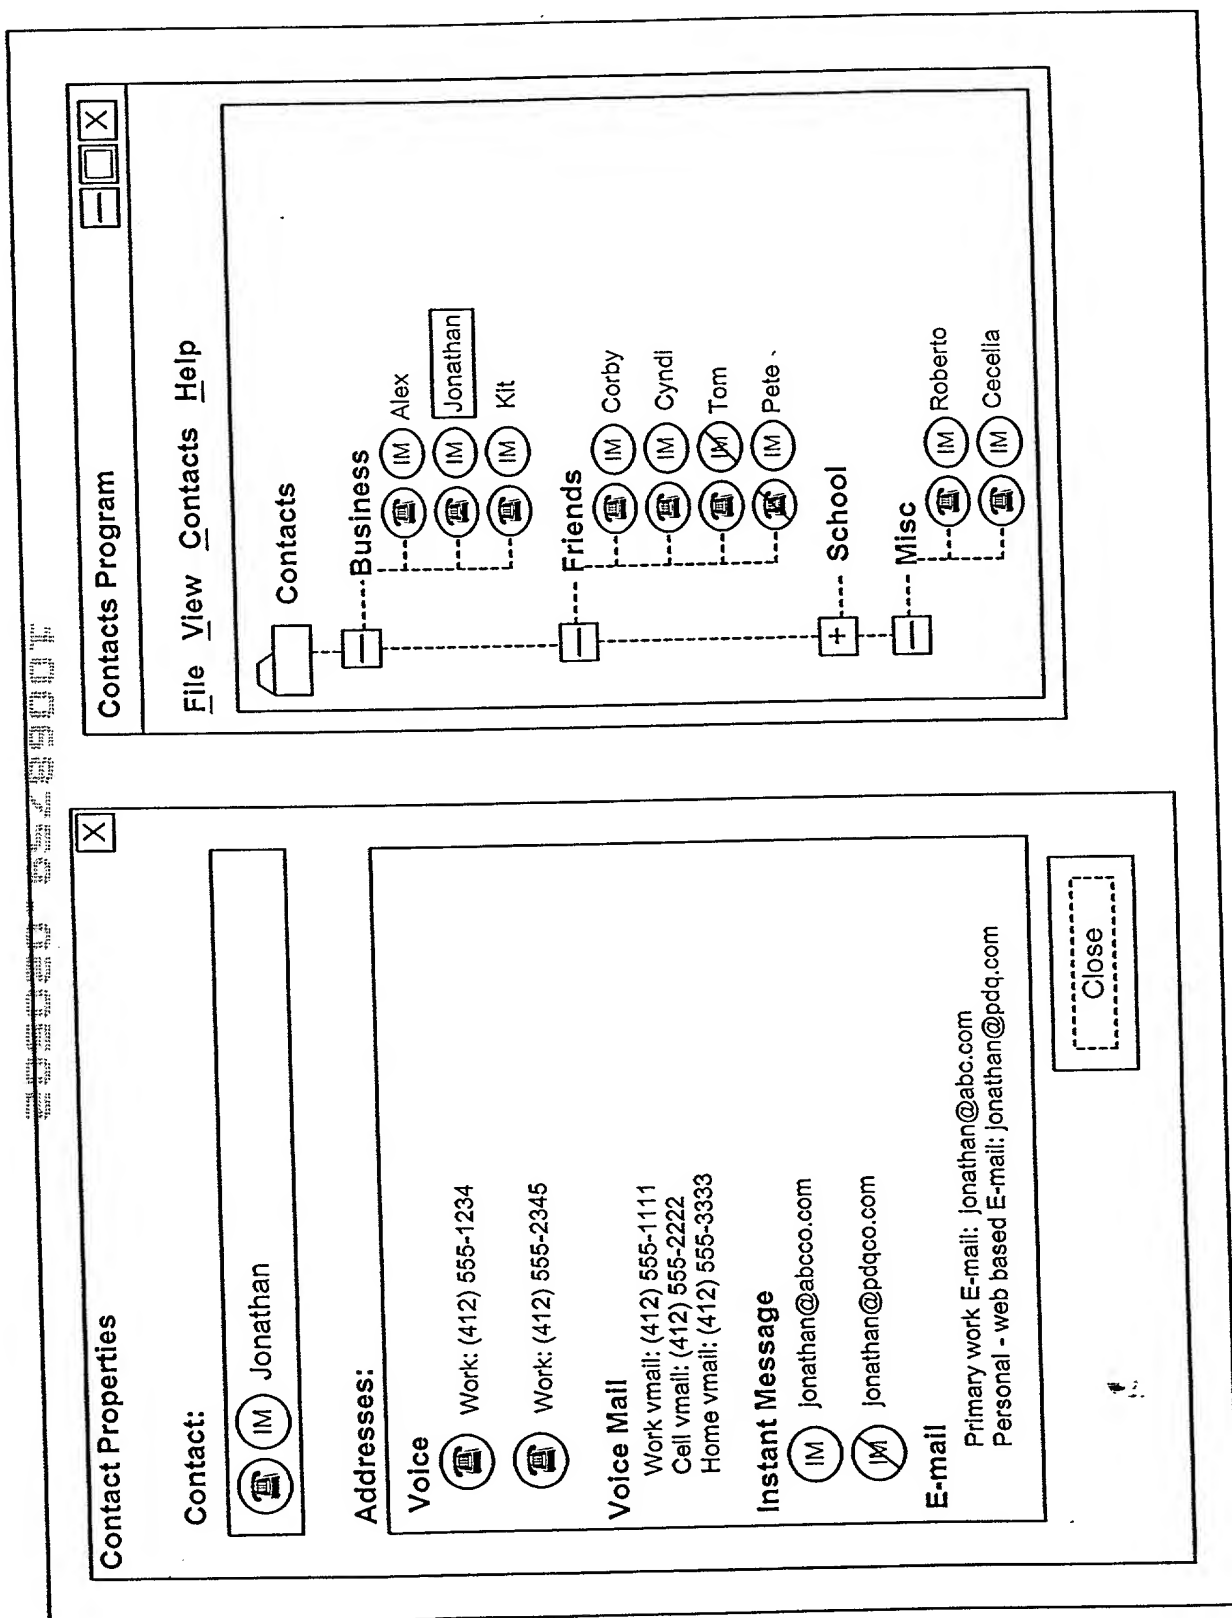 Contact Properties
X
Contact:
IM Jonathan
Addresses:
Voice
Work: (412) 555-1234
Work: (412) 555-2345
Voice Mail
Work vmail: (412) 555-1111
Cell vmail: (412) 555-2222
Home vmail: (412) 555-3333
Instant Message
IM jonathan@abcco.com
IM jonathan@pdqco.com
E-mail
Primary work E-mail: jonathan@abc.com
Personal - web based E-mail: jonathan@pdq.com
Close
Contacts Program
X
File View Contacts Help
Contacts
Business
IM Alex
IM Jonathan
IM Kit
Friends
IM Corby
IM Cyndi
IM Tom
IM Pete
School
Misc
IM Roberto
IM Cecelia